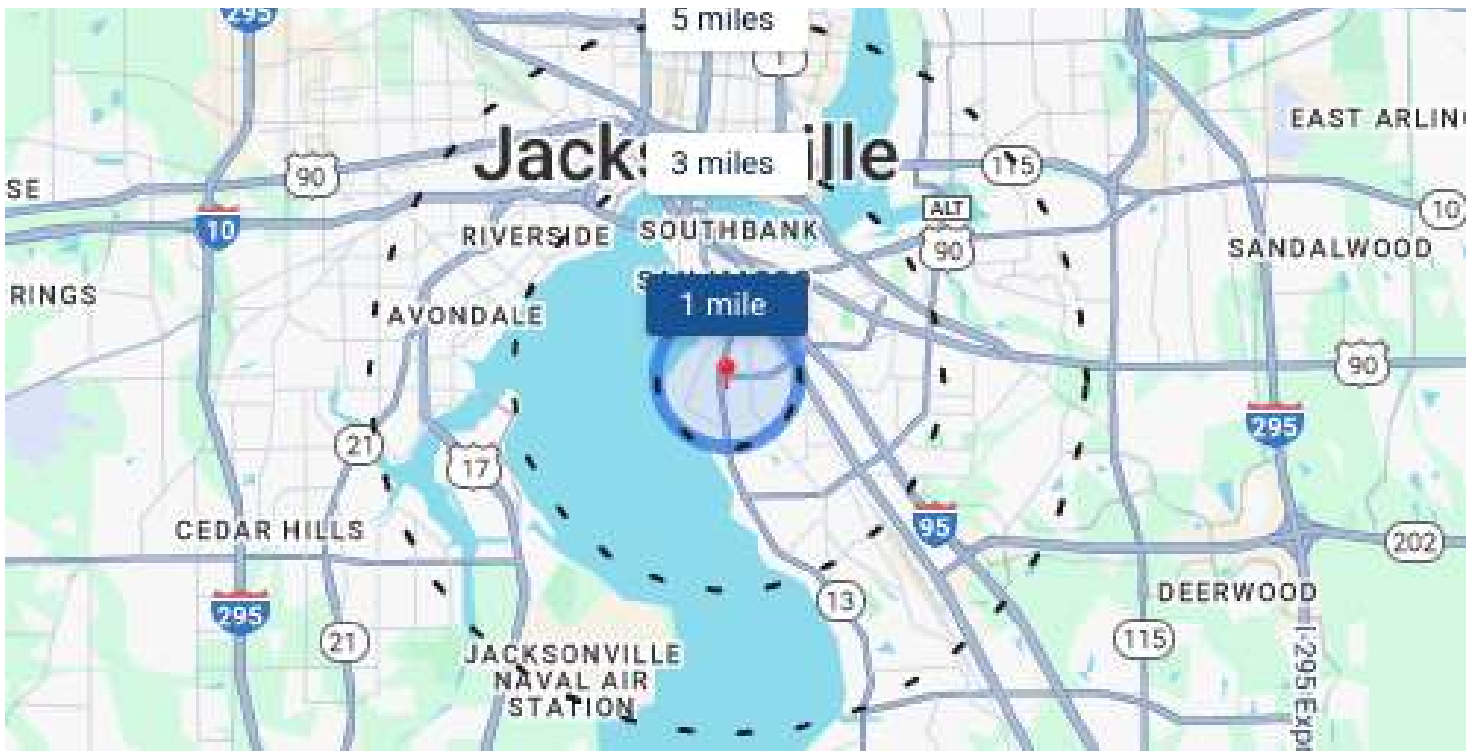 295
5 miles
1
EAST ARLIN
Jacks ille
3 miles
115
90
SE
ALT
10
10
RIVERSIDE
SOUTHBANK
90
SANDALWOOD
RINGS
1 mile
AVONDALE
90
295
21
17
95
CEDAR HILLS
202
13
DEERWOOD
295
21
115
JACKSONVILLE
NAVAL AIR
STATION
I-295 Expr